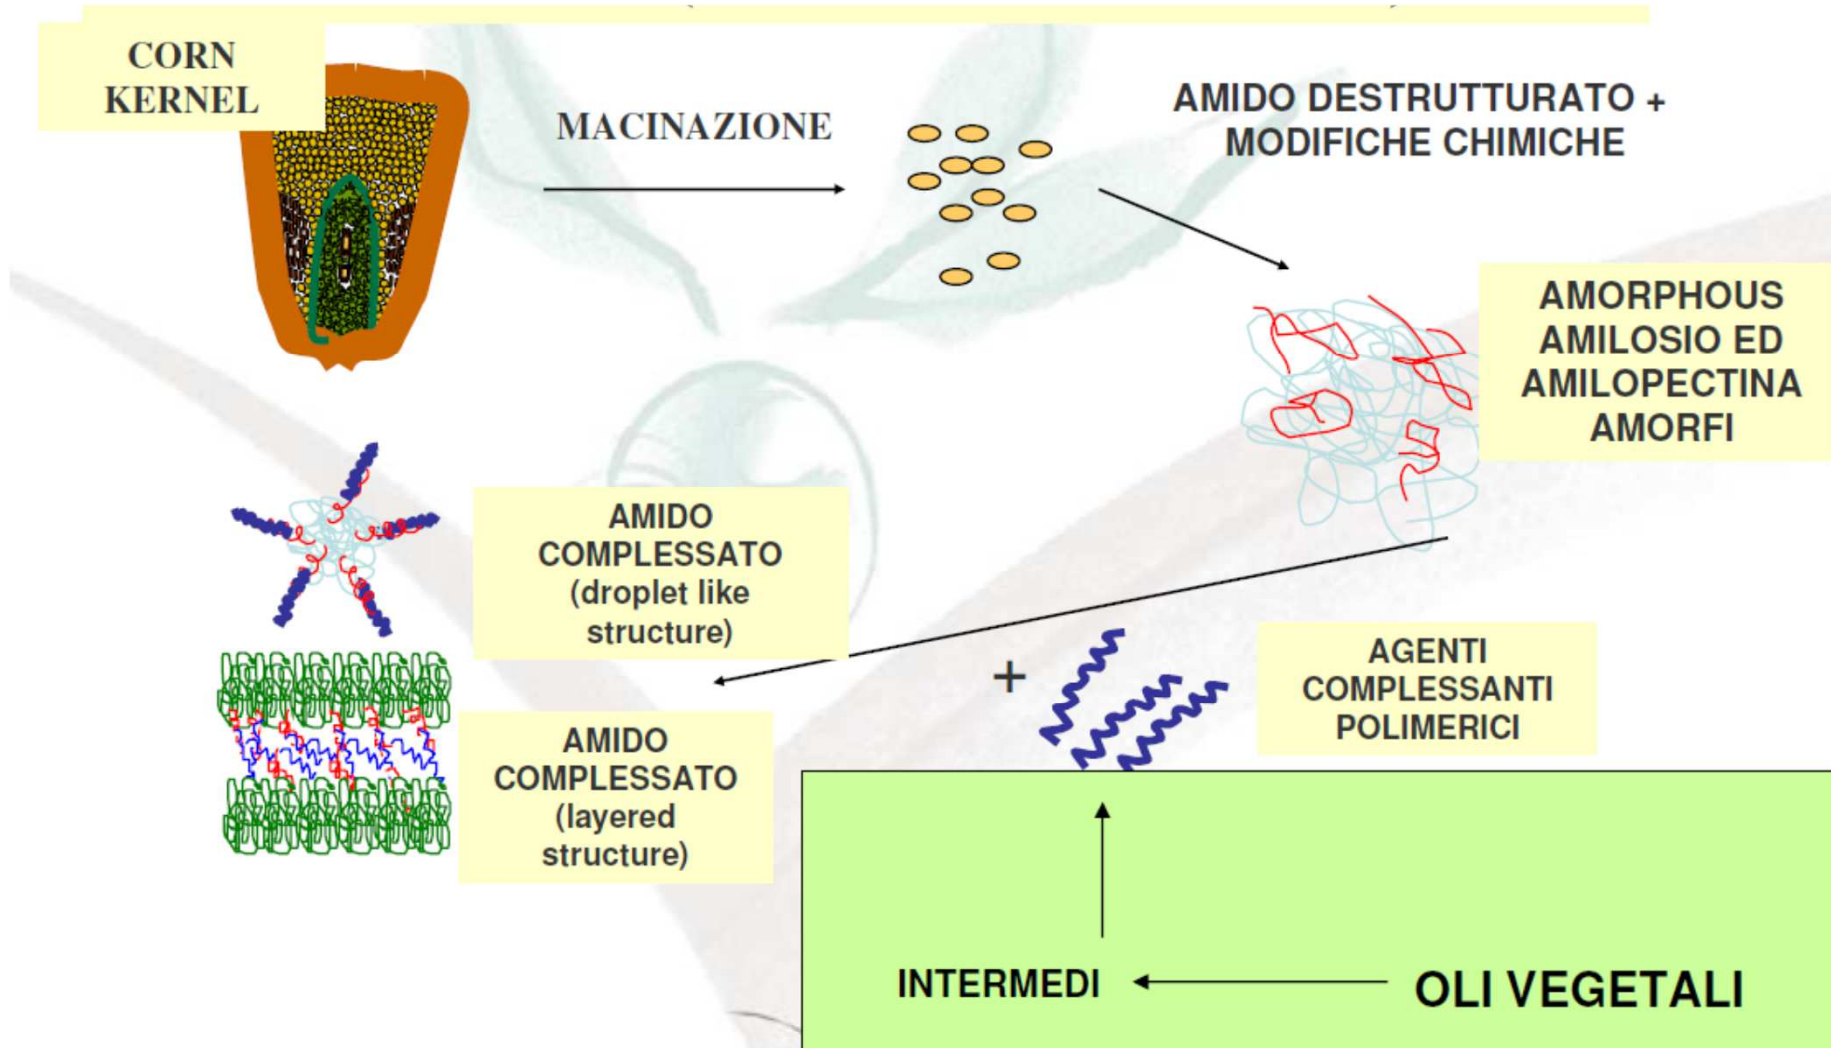 CORN
KERNEL
MACINAZIONE
AMIDO DESTRUTTURATO +
MODIFICHE CHIMICHE
AMORPHOUS
AMILOSIO ED
AMILOPECTINA
AMORFI
AMIDO
COMPLESSATO
(droplet like
structure)
+
AGENTI
COMPLESSANTI
POLIMERICI
AMIDO
COMPLESSATO
(layered
structure)
INTERMEDI
OLI VEGETALI